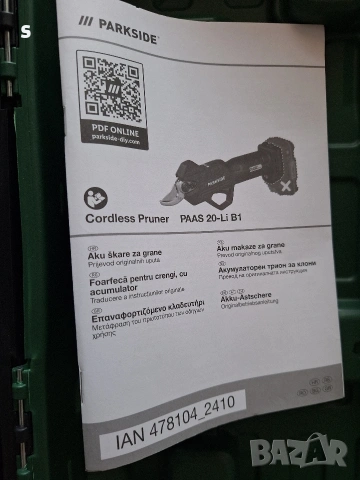 PARKSIDE
PDF ONLINE
parkside-diy.com
PARKSIDE
Cordless Pruner PAAS 20-Li B1
Aku škare za grane
Prijevod originalnih uputa
Foarfecă pentru crengi, cu
acumulator
Traducere a instrucțiunilor originale
Επαναφορτιζόμενο κλαδευτήρι
Μετάφραση του πρωτοτύπου των οδηγιών
χρήσης
Aku makaze za grane
Prevod originalnog uputstva
Акумулаторен трион за клони
Превод на оригиналната инструкция
Akku-Astschere
Originalbetriebsanleitung
IAN 478104_2410
BAZAR
bg